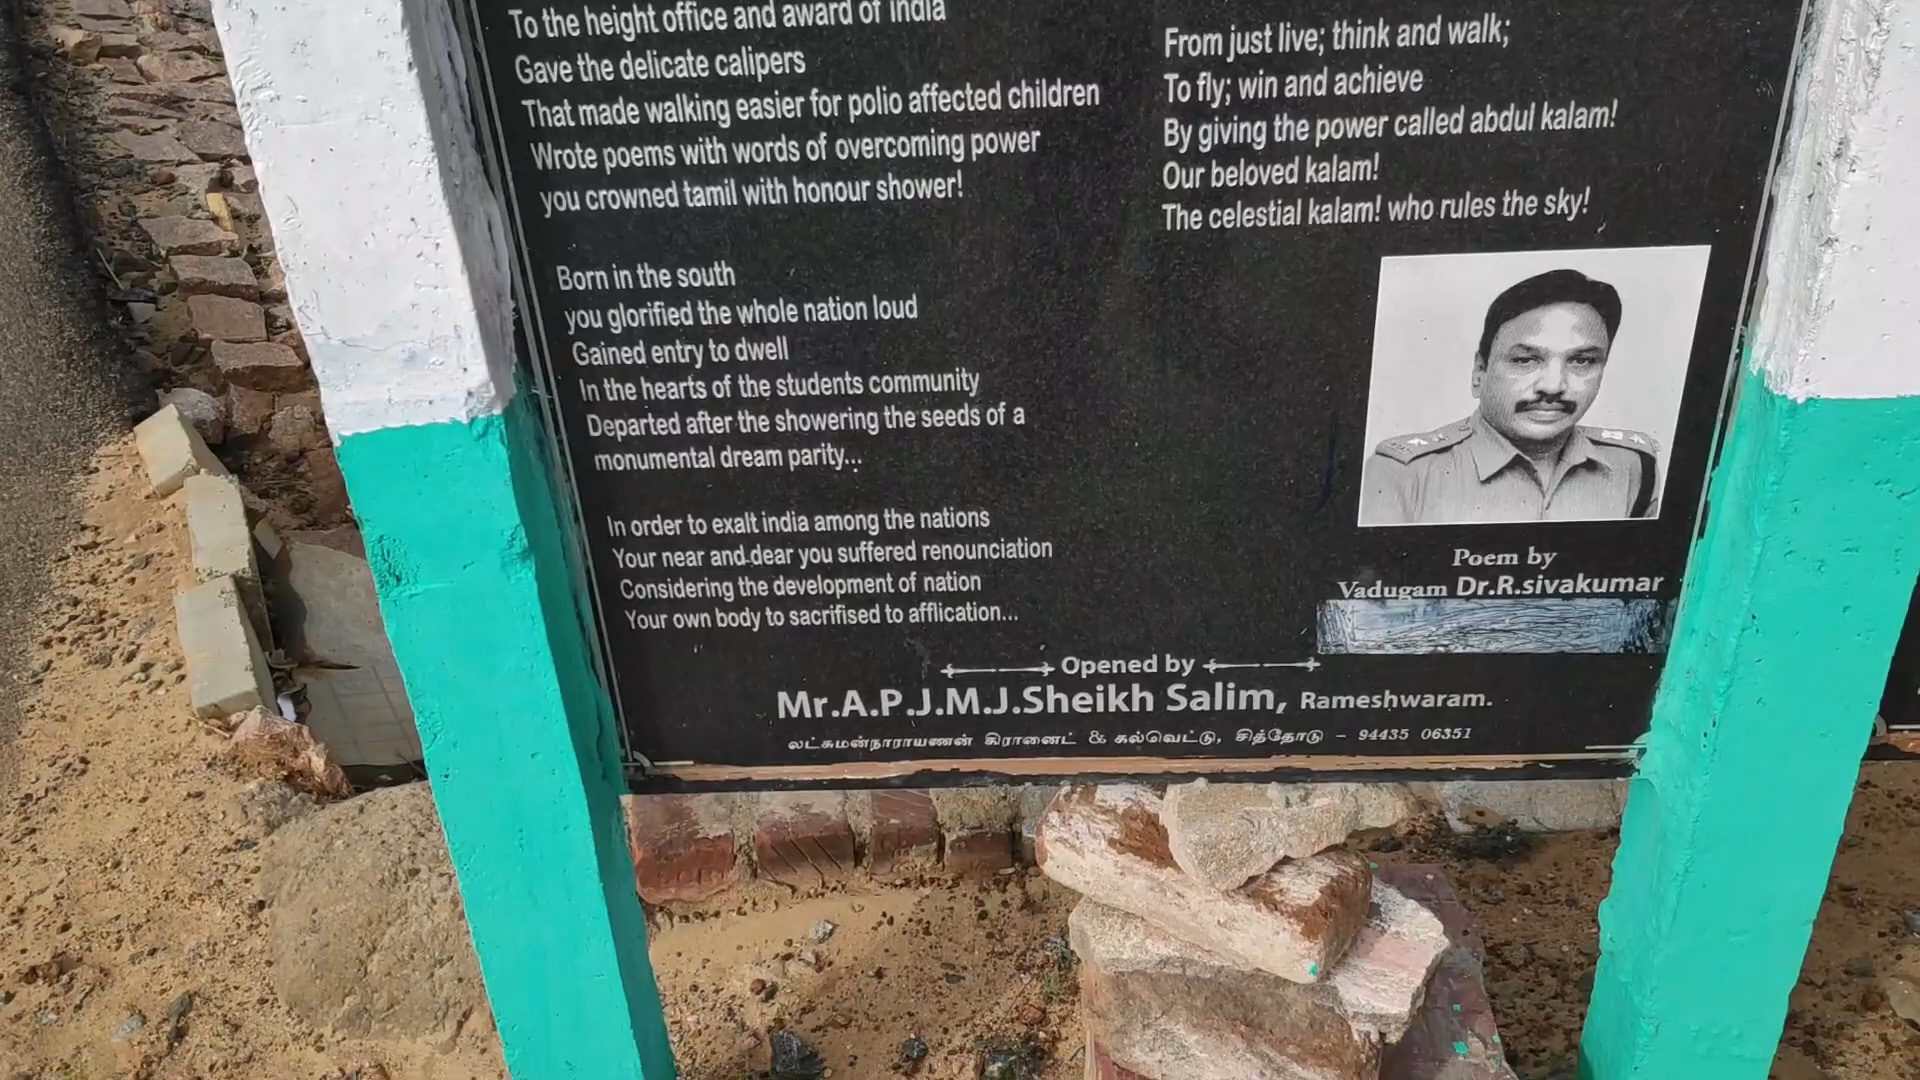 To the height office and award of India
Gave the delicate calipers
That made walking easier for polio affected children
Wrote poems with words of overcoming power
you crowned tamil with honour shower!
Born in the south
you glorified the whole nation loud
Gained entry to dwell
In the hearts of the students community
Departed after the showering the seeds of a
monumental dream parity...
In order to exalt india among the nations
Your near and dear you suffered renounciation
Considering the development of nation
Your own body to sacrifised to afflication...
From just live; think and walk;
To fly; win and achieve
By giving the power called abdul kalam!
Our beloved kalam!
The celestial kalam! who rules the sky!
Poem by
Vadugam Dr.R.sivakumar
Opened by
Mr.A.P.J.M.J.Sheikh Salim, Rameshwaram.
லட்சுமன்நாராயணன் கிரானைட் & கல்வெட்டு, சித்தோடு - 94435 06351